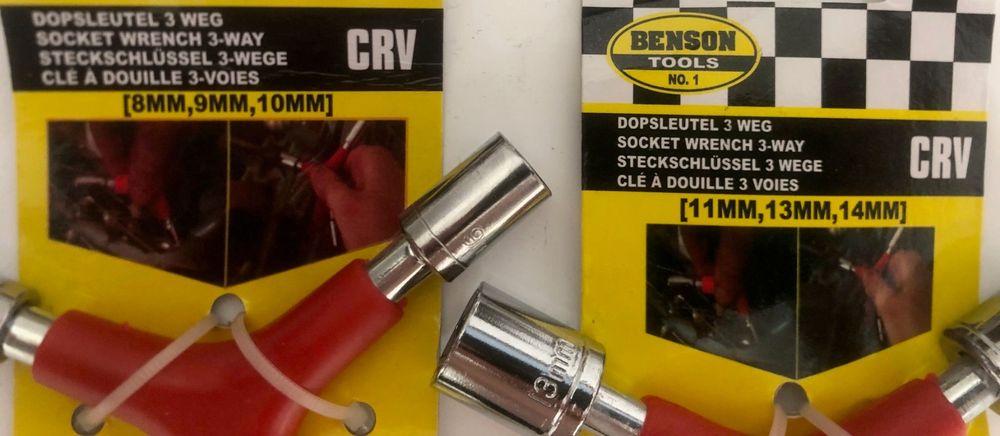 DOPSLEUTEL 3 WEG
SOCKET WRENCH 3-WAY
STECKSCHLÜSSEL 3-WEGE
CLÉ À DOUILLE 3-VOIES
CRV
[8MM,9MM,10MM]
BENSON
TOOLS
NO. 1
DOPSLEUTEL 3 WEG
SOCKET WRENCH 3-WAY
STECKSCHLÜSSEL 3 WEGE
CLÉ À DOUILLE 3 VOIES
CRV
[11MM,13MM,14MM]
13mm